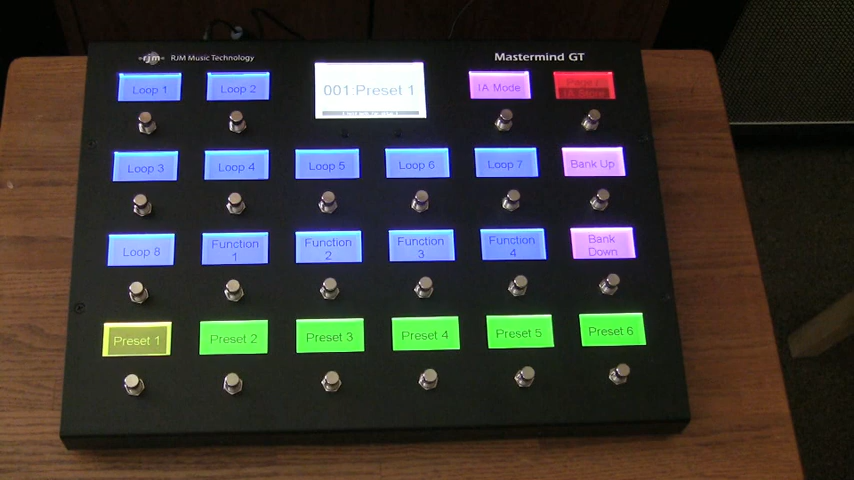 rjm RJM Music Technology
Mastermind GT
Loop 1
Loop 2
001:Preset 1
IA Mode
Page /
Loop 3
Loop 4
Loop 5
Loop 6
Loop 7
Bank Up
Loop 8
Function
1
Function
2
Function
3
Function
4
Bank
Down
Preset 1
Preset 2
Preset 3
Preset 4
Preset 5
Preset 6